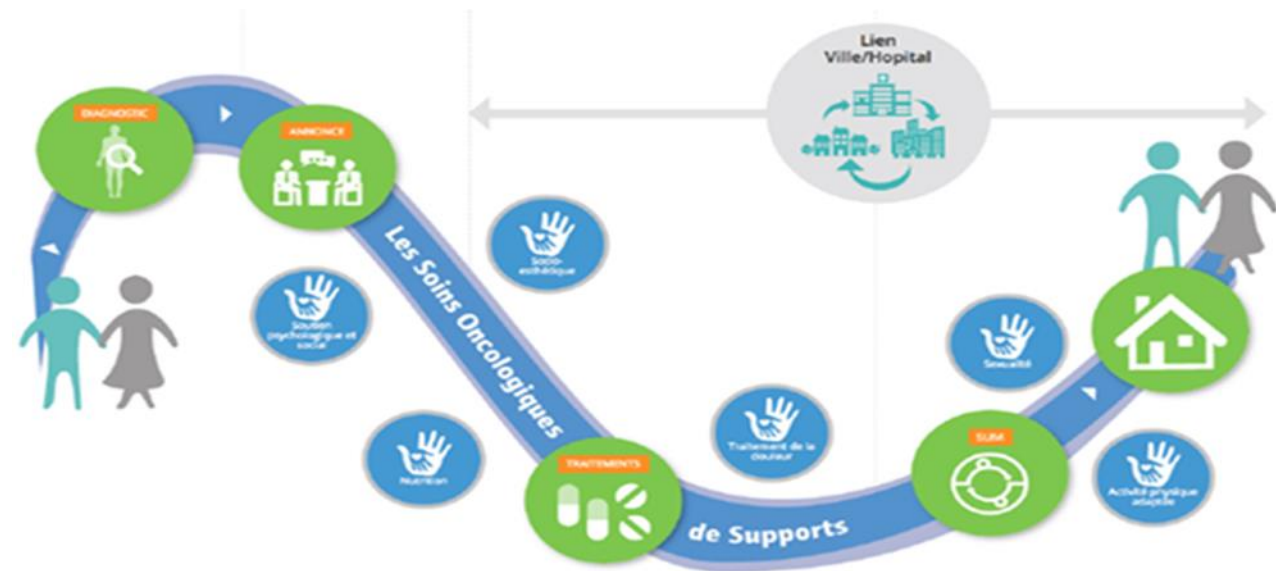 Lien
Ville/Hopital
DIAGNOSTIC
ANNONCE
Les Soins Oncologiques
de Supports
Socio-
esthétique
Soutien
psychologique et
social
Nutrition
TRAITEMENTS
Traitement de la
douleur
Sexualité
Activité physique
adaptée